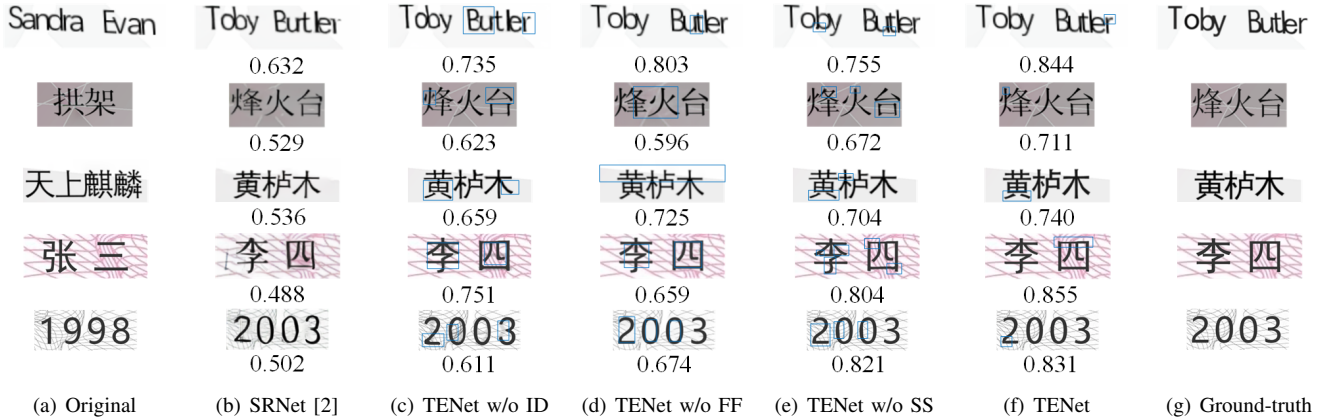 Sandra Evan Toby Butler Toby Butler Toby Butler Toby Butler Toby Butler Toby Butler
0.632 0.735 0.803 0.755 0.844
拱架 烽火台 烽火台 烽火台 烽火台 烽火台 烽火台
0.529 0.623 0.596 0.672 0.711
天上麒麟 黄栌木 黄栌木 黄栌木 黄栌木 黄栌木 黄栌木
0.536 0.659 0.725 0.704 0.740
张 三 李 四 李 四 李 四 李 四 李 四 李 四
0.488 0.751 0.659 0.804 0.855
1998 2003 2003 2003 2003 2003 2003
0.502 0.611 0.674 0.821 0.831
(a) Original (b) SRNet [2] (c) TENet w/o ID (d) TENet w/o FF (e) TENet w/o SS (f) TENet (g) Ground-truth